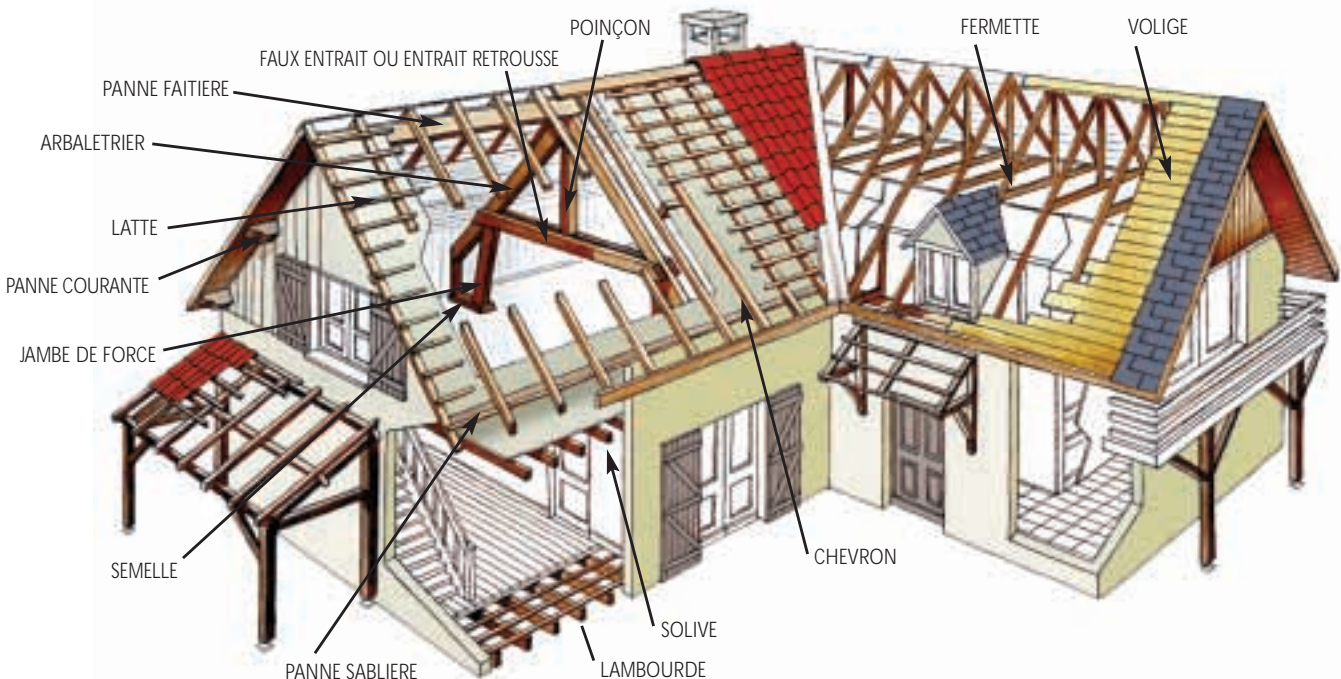 POINÇON
FERMETTE
VOLIGE
FAUX ENTRAIT OU ENTRAIT RETROUSSE
PANNE FAITIERE
ARBALETRIER
LATTE
PANNE COURANTE
JAMBE DE FORCE
SEMELLE
CHEVRON
SOLIVE
PANNE SABLIERE
LAMBOURDE